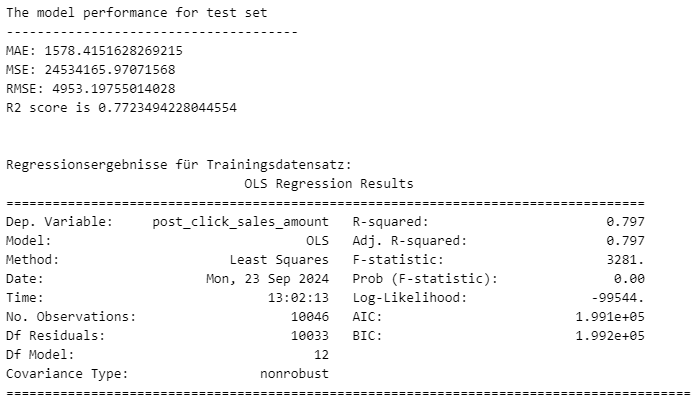 The model performance for test set
--------------------------------------
MAE: 1578.4151628269215
MSE: 24534165.97071568
RMSE: 4953.19755014028
R2 score is 0.7723494228044554
Regressionsergebnisse für Trainingsdatensatz:
OLS Regression Results
===================================================================================
Dep. Variable: post_click_sales_amount R-squared: 0.797
Model: OLS Adj. R-squared: 0.797
Method: Least Squares F-statistic: 3281.
Date: Mon, 23 Sep 2024 Prob (F-statistic): 0.00
Time: 13:02:13 Log-Likelihood: -99544.
No. Observations: 10046 AIC: 1.991e+05
Df Residuals: 10033 BIC: 1.992e+05
Df Model: 12
Covariance Type: nonrobust
=========================================================================================